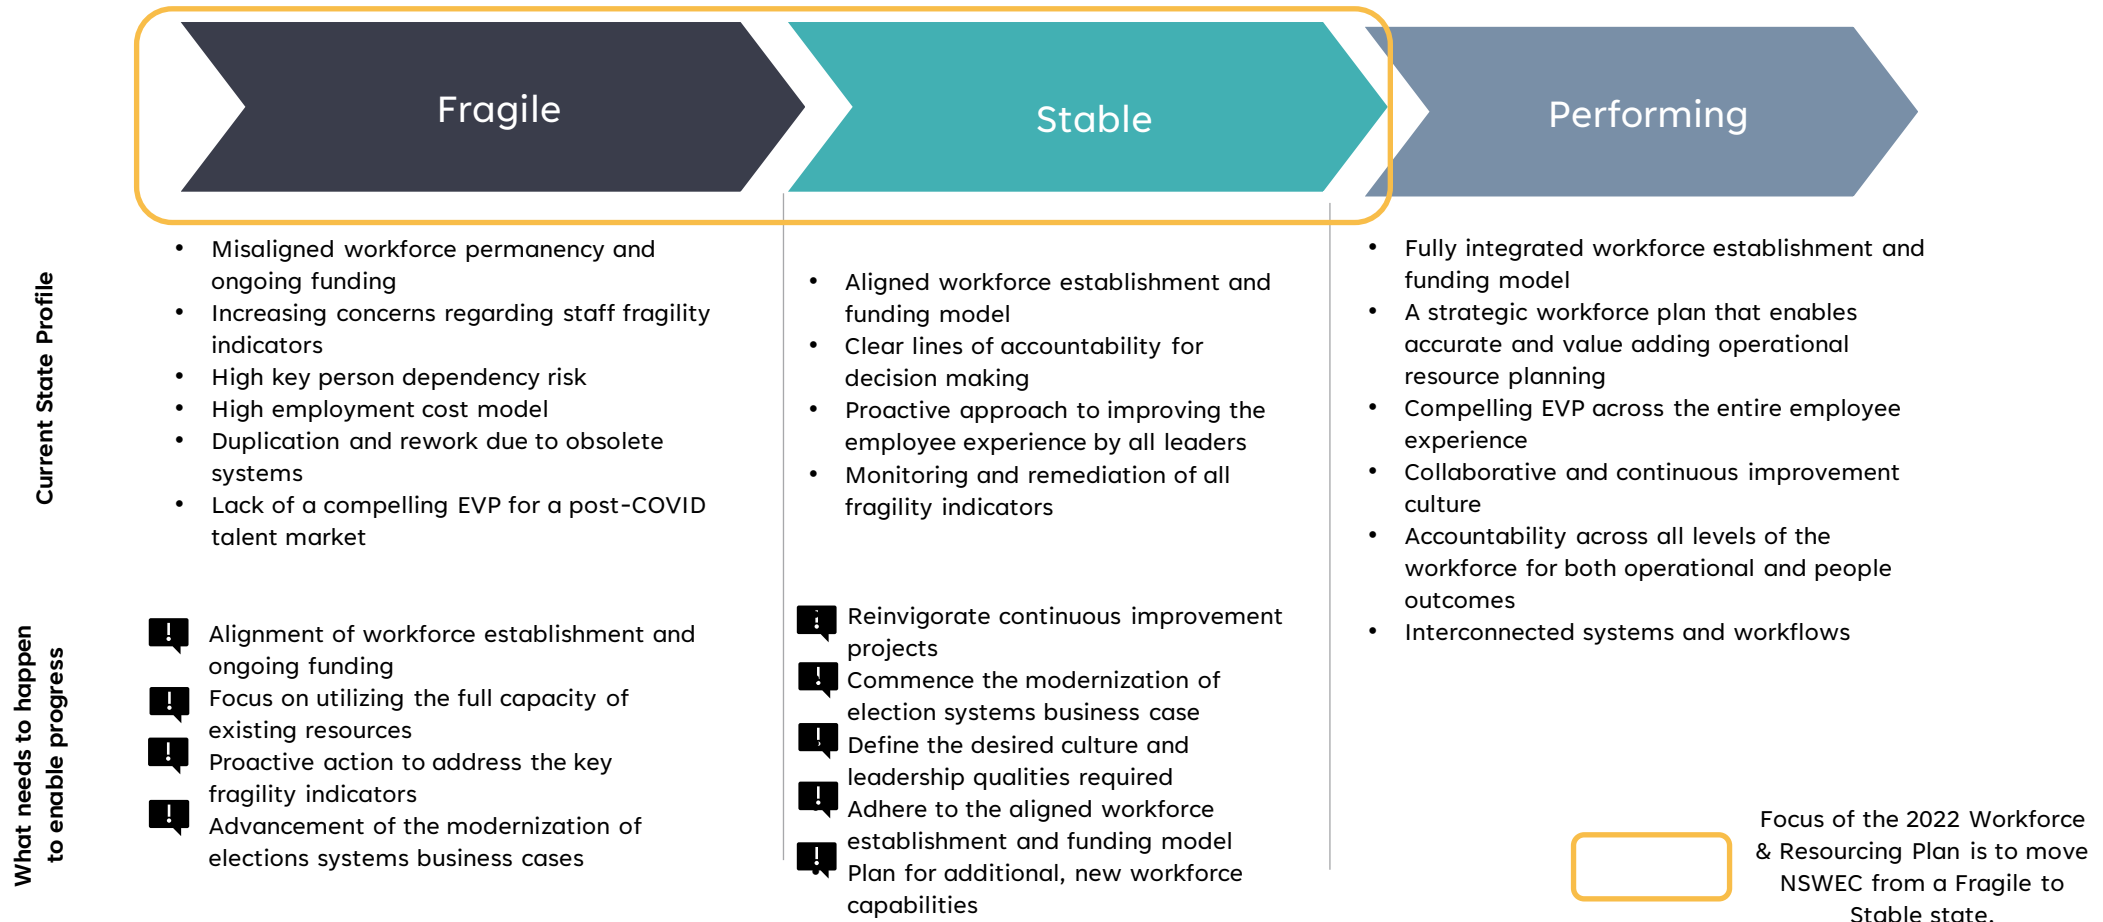 Fragile
Stable
Performing
Current State Profile
• Misaligned workforce permanency and
ongoing funding
• Increasing concerns regarding staff fragility
indicators
• High key person dependency risk
• High employment cost model
• Duplication and rework due to obsolete
systems
• Lack of a compelling EVP for a post-COVID
talent market
• Aligned workforce establishment and
funding model
• Clear lines of accountability for
decision making
• Proactive approach to improving the
employee experience by all leaders
• Monitoring and remediation of all
fragility indicators
• Fully integrated workforce establishment and
funding model
• A strategic workforce plan that enables
accurate and value adding operational
resource planning
• Compelling EVP across the entire employee
experience
• Collaborative and continuous improvement
culture
• Accountability across all levels of the
workforce for both operational and people
outcomes
• Interconnected systems and workflows
What needs to happen
to enable progress
Alignment of workforce establishment and
ongoing funding
Focus on utilizing the full capacity of
existing resources
Proactive action to address the key
fragility indicators
Advancement of the modernization of
elections systems business cases
Reinvigorate continuous improvement
projects
Commence the modernization of
election systems business case
Define the desired culture and
leadership qualities required
Adhere to the aligned workforce
establishment and funding model
Plan for additional, new workforce
capabilities
Focus of the 2022 Workforce
& Resourcing Plan is to move
NSWEC from a Fragile to
Stable state.